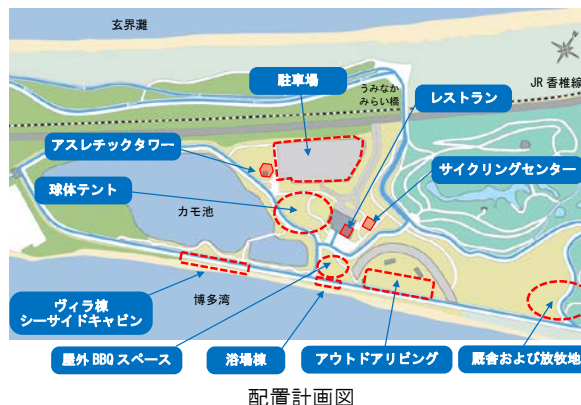 玄界灘
駐車場
うみなか
みらい橋
JR 香椎線
レストラン
アスレチックタワー
球体テント
サイクリングセンター
カモ池
ヴィラ棟
シーサイドキャビン
博多湾
屋外 BBQ スペース
浴場棟
アウトドアリビング
厩舎および放牧地
配置計画図